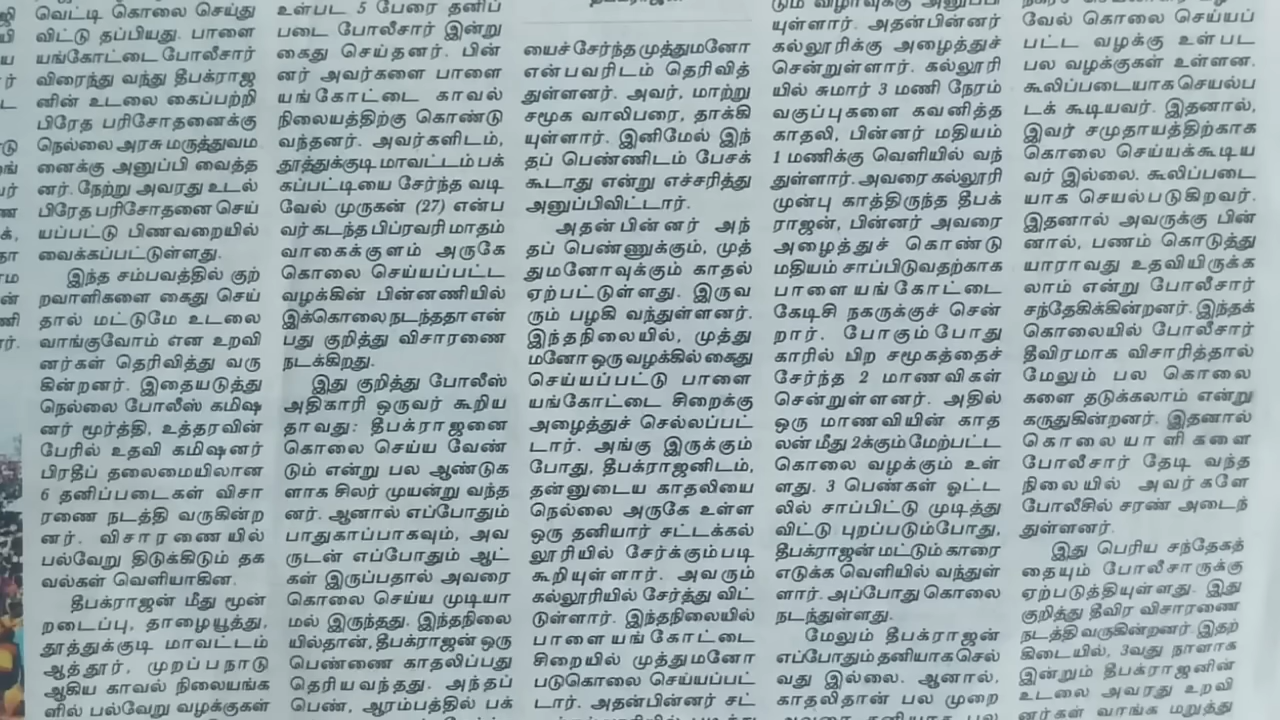 வெட்டி கொலை செய்து
விட்டு தப்பியது. பாளை
யங்கோட்டை போலீசார்
விரைந்து வந்து தீபக்ராஜ
னின் உடலை கைப்பற்றி
பிரேத பரிசோதனைக்கு
நெல்லை அரசு மருத்துவம
னைக்கு அனுப்பி வைத்த
னர். நேற்று அவரது உடல்
பிரேத பரிசோதனை செய்
யப்பட்டு பிணவறையில்
வைக்கப்பட்டுள்ளது.
இந்த சம்பவத்தில் குற்
றவாளிகளை கைது செய்
தால் மட்டுமே உடலை
வாங்குவோம் என உறவி
னர்கள் தெரிவித்து வரு
கின்றனர். இதையடுத்து
நெல்லை போலீஸ் கமிஷ
னர் மூர்த்தி, உத்தரவின்
பேரில் உதவி கமிஷனர்
பிரதீப் தலைமையிலான
6 தனிப்படைகள் விசா
ரணை நடத்தி வருகின்ற
னர். விசாரணையில்
பல்வேறு திடுக்கிடும் தக
வல்கள் வெளியாகின.
தீபக்ராஜன் மீது மூன்
றடைப்பு, தாழையூத்து,
தூத்துக்குடி மாவட்டம்
ஆத்தூர், முறப்பநாடு
ஆகிய காவல் நிலையங்க
ளில் பல்வேறு வழக்குகள்
உள்பட 5 பேரை தனிப்
படை போலீசார் இன்று
கைது செய்தனர். பின்
னர் அவர்களை பாளை
யங்கோட்டை காவல்
நிலையத்திற்கு கொண்டு
வந்தனர். அவர்களிடம்,
தூத்துக்குடி மாவட்டம் பக்
கப்பட்டியை சேர்ந்த வடி
வேல் முருகன் (27) என்ப
வர் கடந்த பிப்ரவரி மாதம்
வாகைக்குளம் அருகே
கொலை செய்யப்பட்ட
வழக்கின் பின்னணியில்
இக்கொலை நடந்ததா என்
பது குறித்து விசாரணை
நடக்கிறது.
இது குறித்து போலீஸ்
அதிகாரி ஒருவர் கூறிய
தாவது: தீபக்ராஜனை
கொலை செய்ய வேண்
டும் என்று பல ஆண்டுக
ளாக சிலர் முயன்று வந்த
னர். ஆனால் எப்போதும்
பாதுகாப்பாகவும், அவ
ருடன் எப்போதும் ஆட்
கள் இருப்பதால் அவரை
கொலை செய்ய முடியா
மல் இருந்தது. இந்தநிலை
யில்தான், தீபக்ராஜன் ஒரு
பெண்ணை காதலிப்பது
தெரியவந்தது. அந்தப்
பெண், ஆரம்பத்தில் பக்
யைச் சேர்ந்த முத்துமனோ
என்பவரிடம் தெரிவித்
துள்ளனர். அவர், மாற்று
சமூக வாலிபரை, தாக்கி
யுள்ளார். இனிமேல் இந்
தப் பெண்ணிடம் பேசக்
கூடாது என்று எச்சரித்து
அனுப்பிவிட்டார்.
அதன்பின்னர் அந்
தப் பெண்ணுக்கும், முத்
துமனோவுக்கும் காதல்
ஏற்பட்டுள்ளது. இருவ
ரும் பழகி வந்துள்ளனர்.
இந்தநிலையில், முத்து
மனோ ஒரு வழக்கில் கைது
செய்யப்பட்டு பாளை
யங்கோட்டை சிறைக்கு
அழைத்துச் செல்லப்பட்
டார். அங்கு இருக்கும்
போது, தீபக்ராஜனிடம்,
தன்னுடைய காதலியை
நெல்லை அருகே உள்ள
ஒரு தனியார் சட்டக்கல்
லூரியில் சேர்க்கும்படி
கூறியுள்ளார். அவரும்
கல்லூரியில் சேர்த்து விட்
டுள்ளார். இந்தநிலையில்
பாளையங்கோட்டை
சிறையில் முத்துமனோ
படுகொலை செய்யப்பட்
டார். அதன்பின்னர் சட்
யுள்ளார். அதன்பின்னர்
கல்லூரிக்கு அழைத்துச்
சென்றுள்ளார். கல்லூரி
யில் சுமார் 3 மணி நேரம்
வகுப்புகளை கவனித்த
காதலி, பின்னர் மதியம்
1 மணிக்கு வெளியில் வந்
துள்ளார். அவரை கல்லூரி
முன்பு காத்திருந்த தீபக்
ராஜன், பின்னர் அவரை
அழைத்துச் கொண்டு
மதியம் சாப்பிடுவதற்காக
பாளையங்கோட்டை
கேடிசி நகருக்குச் சென்
றார். போகும்போது
காரில் பிற சமூகத்தைச்
சேர்ந்த 2 மாணவிகள்
சென்றுள்ளனர். அதில்
ஒரு மாணவியின் காத
லன் மீது 2க்கும் மேற்பட்ட
கொலை வழக்கும் உள்
ளது. 3 பெண்கள் ஓட்ட
லில் சாப்பிட்டு முடித்து
விட்டு புறப்படும்போது,
தீபக்ராஜன் மட்டும் காரை
எடுக்க வெளியில் வந்துள்
ளார். அப்போது கொலை
நடந்துள்ளது.
மேலும் தீபக்ராஜன்
எப்போதும் தனியாக செல்
வது இல்லை. ஆனால்,
காதலிதான் பல முறை
வேல் கொலை செய்யப்
பட்ட வழக்கு உள்பட
பல வழக்குகள் உள்ளன.
கூலிப்படையாக செயல்ப
டக் கூடியவர். இதனால்,
இவர் சமுதாயத்திற்காக
கொலை செய்யக்கூடிய
வர் இல்லை. கூலிப்படை
யாக செயல்படுகிறவர்.
இதனால் அவருக்கு பின்
னால், பணம் கொடுத்து
யாராவது உதவியிருக்க
லாம் என்று போலீசார்
சந்தேகிக்கின்றனர். இந்தக்
கொலையில் போலீசார்
தீவிரமாக விசாரித்தால்
மேலும் பல கொலை
களை தடுக்கலாம் என்று
கருதுகின்றனர். இதனால்
கொலையாளிகளை
போலீசார் தேடி வந்த
நிலையில் அவர்களே
போலீசில் சரண் அடைந்
துள்ளனர்.
இது பெரிய சந்தேகத்
தையும் போலீசாருக்கு
ஏற்படுத்தியுள்ளது. இது
குறித்து தீவிர விசாரணை
நடத்தி வருகின்றனர். இதற்
கிடையில், 3வது நாளாக
இன்றும் தீபக்ராஜனின்
உடலை அவரது உறவி
னர்கள் வாங்க மறுத்து